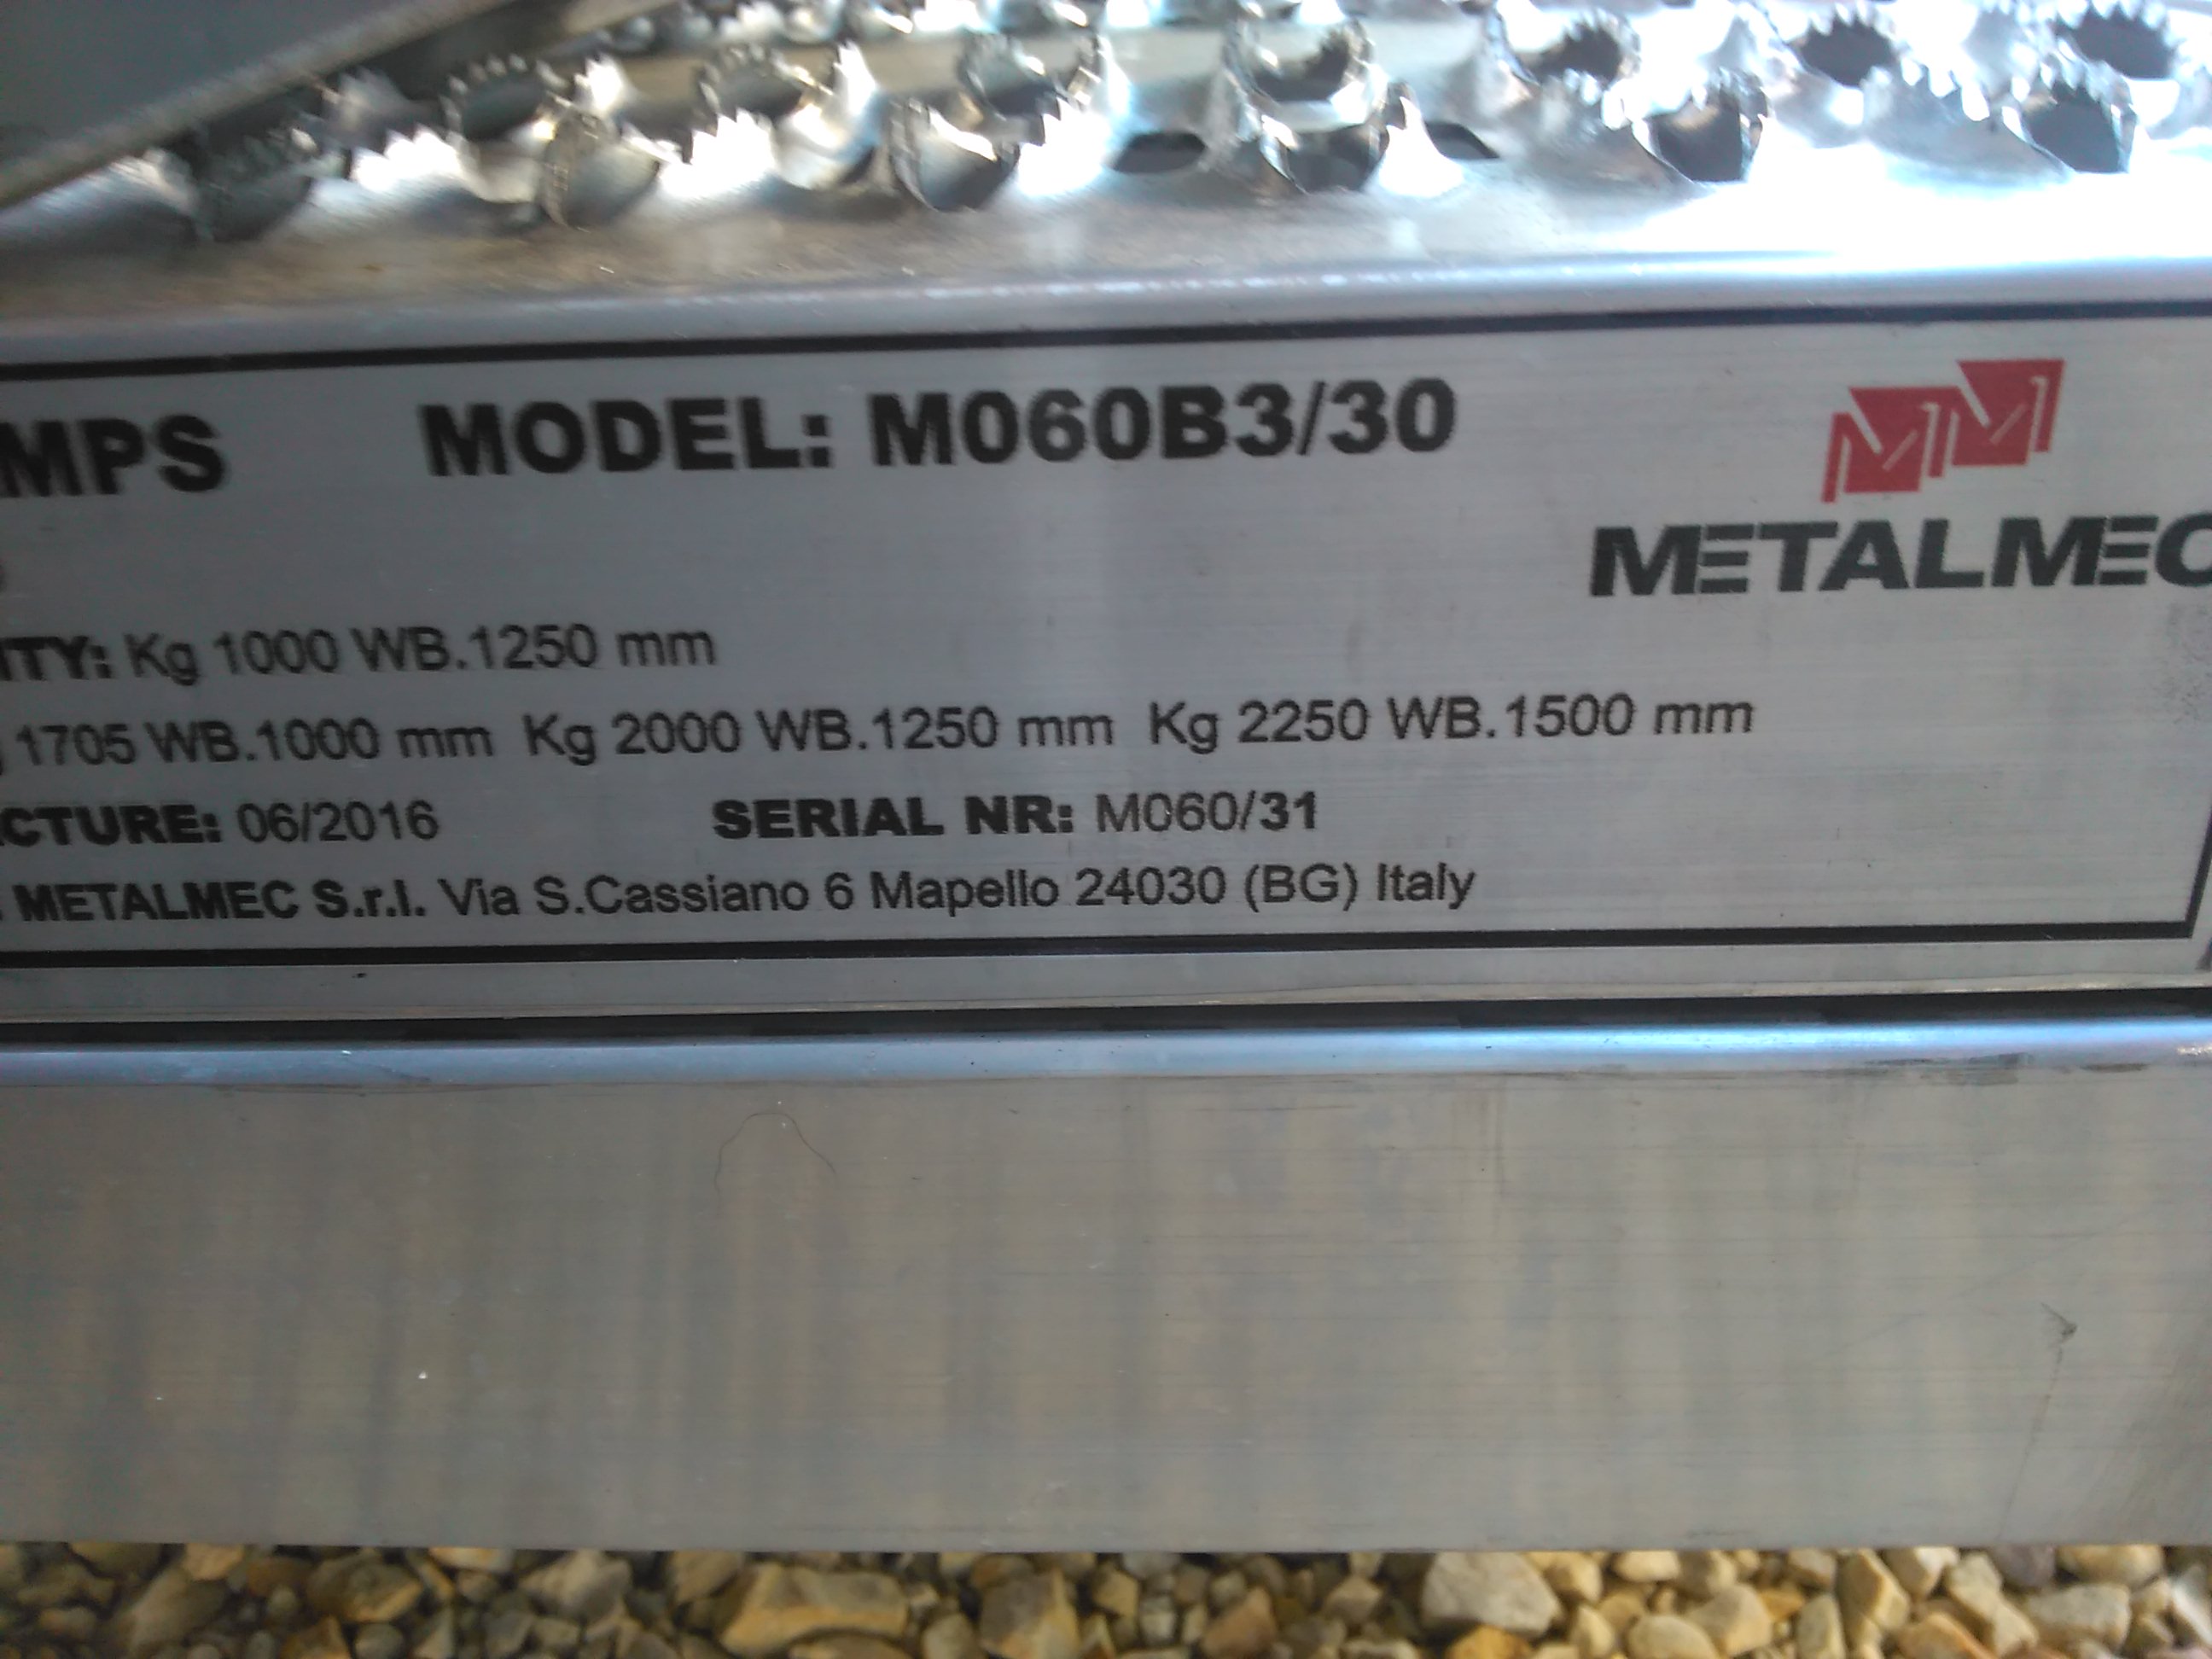 MPS MODEL: M060B3/30
METALMEC
ITY: Kg 1000 WB.1250 mm
1705 WB.1000 mm Kg 2000 WB.1250 mm Kg 2250 WB.1500 mm
CTURE: 06/2016 SERIAL NR: M060/31
METALMEC S.r.l. Via S.Cassiano 6 Mapello 24030 (BG) Italy